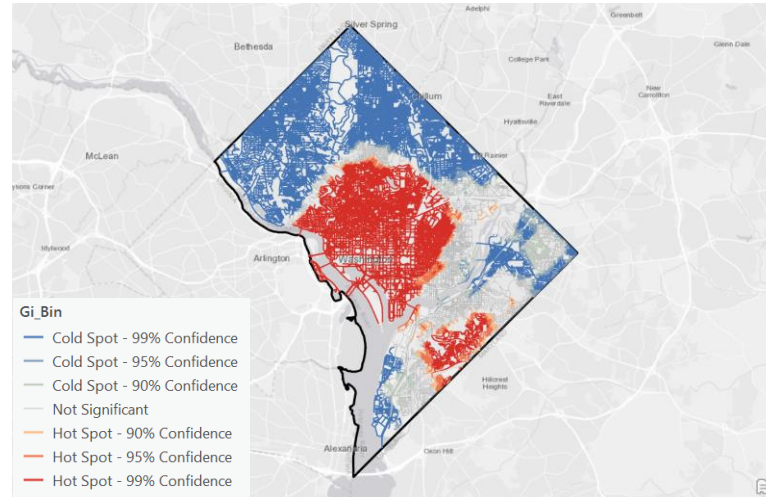 Adelphi
Greenbelt
Silver Spring
Bethesda
Glenn Dale
College Park
New
Carrollton
East
Riverdale
Hyattsville
McLean
Rainier
Corner
Idylwood
Arlington
Washington
Gi_Bin
Cold Spot - 99% Confidence
Cold Spot - 95% Confidence
Cold Spot - 90% Confidence
Not Significant
Hot Spot - 90% Confidence
Hot Spot - 95% Confidence
Hot Spot - 99% Confidence
Hillcrest
Heights
Alexandria
Oxon Hill